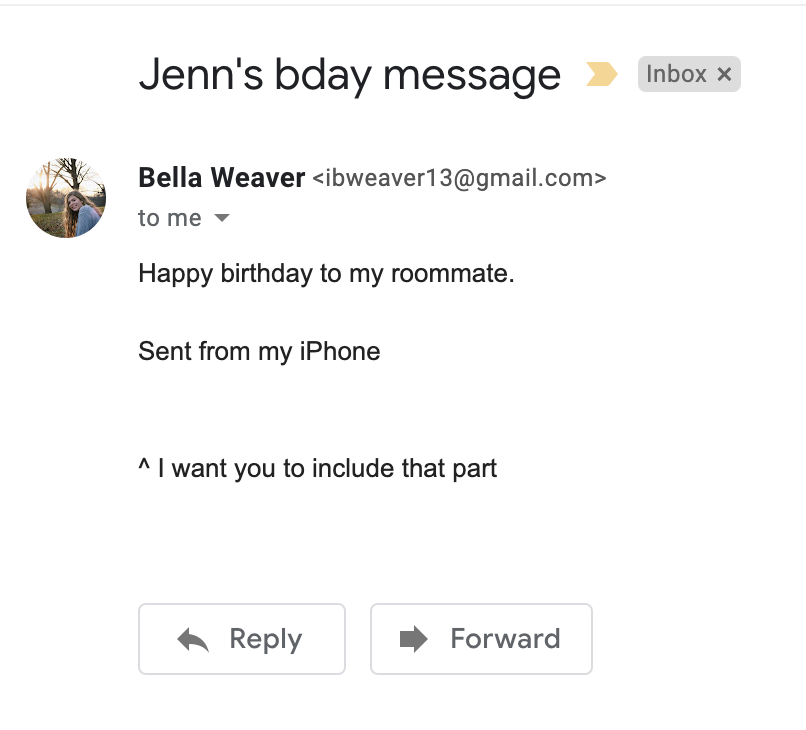 Jenn's bday message Inbox ×
Bella Weaver <ibweaver13@gmail.com>
to me
Happy birthday to my roommate.
Sent from my iPhone
^ I want you to include that part
Reply Forward